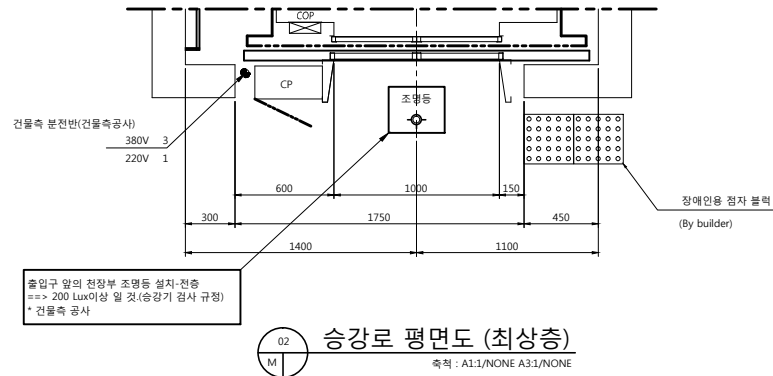 COP
CP
조명등
건물측 분전반(건물측공사)
380V 3
220V 1
600
1000
150
300
1750
450
1400
1100
장애인용 점자 블럭
(By builder)
출입구 앞의 천장부 조명등 설치-전층
==> 200 Lux이상 일 것.(승강기 검사 규정)
* 건물측 공사
02
M
승강로 평면도 (최상층)
축척 : A1:1/NONE A3:1/NONE